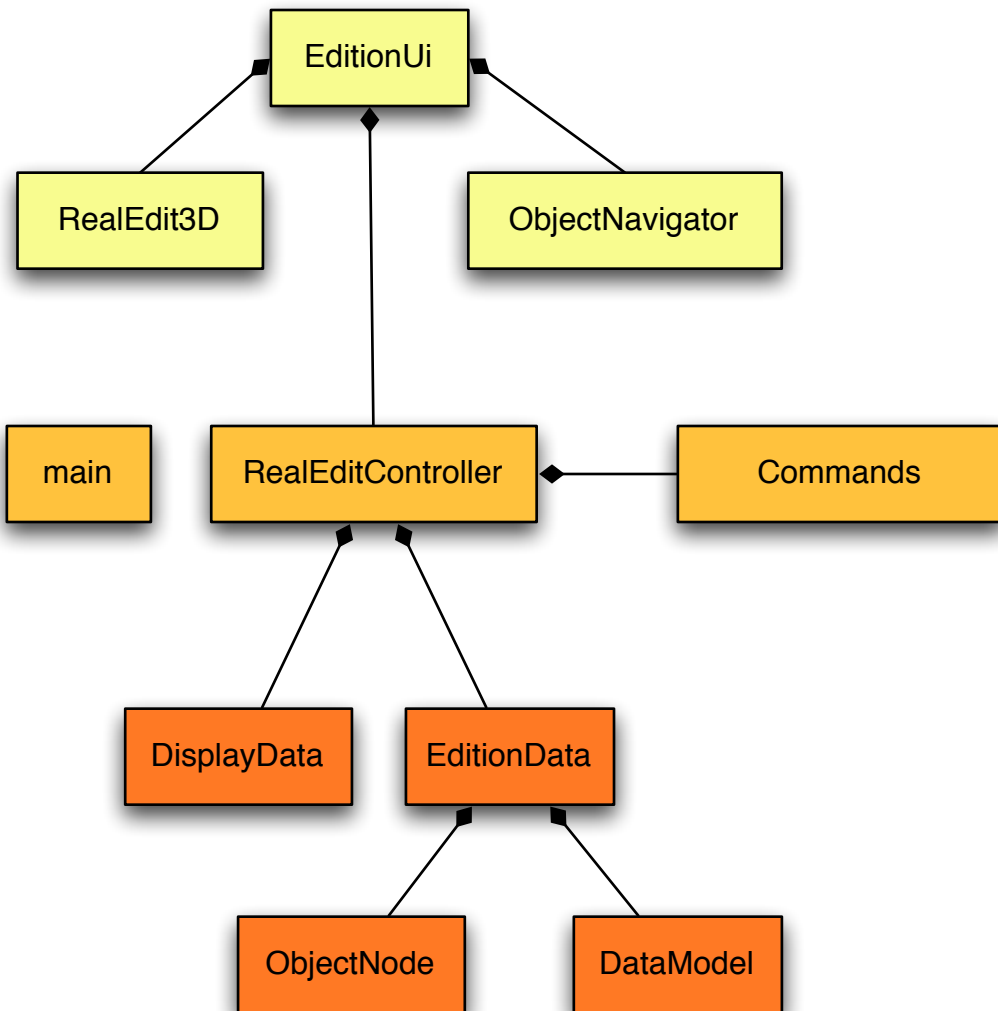 EditionUi
RealEdit3D
ObjectNavigator
main
RealEditController
Commands
DisplayData
EditionData
ObjectNode
DataModel